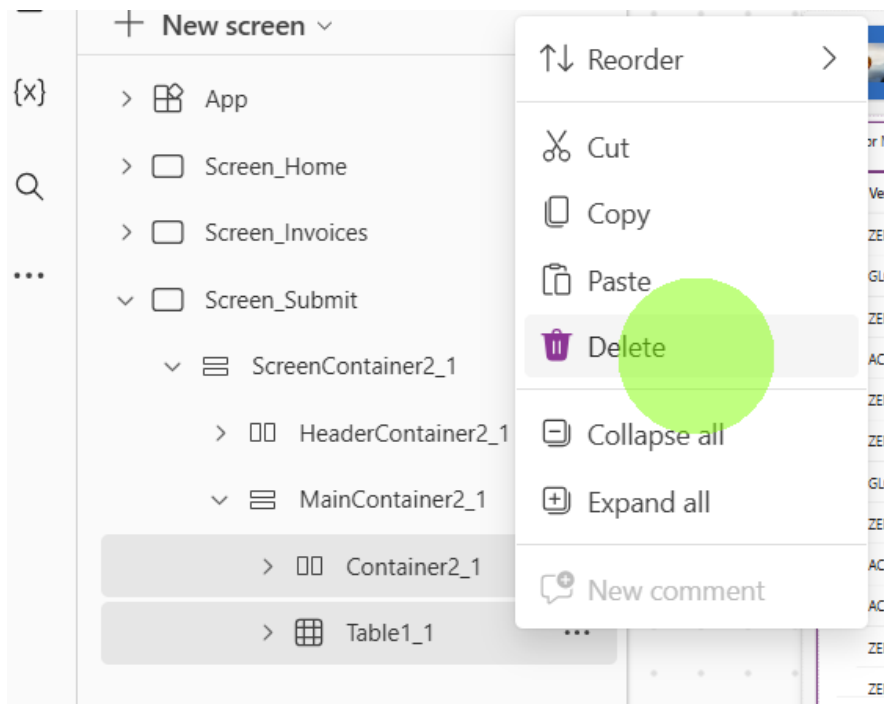 New screen
{x}
App
Screen_Home
Screen_Invoices
Screen_Submit
ScreenContainer2_1
HeaderContainer2_1
MainContainer2_1
Container2_1
Table1_1
Reorder
Cut
Copy
Paste
Delete
Collapse all
Expand all
New comment